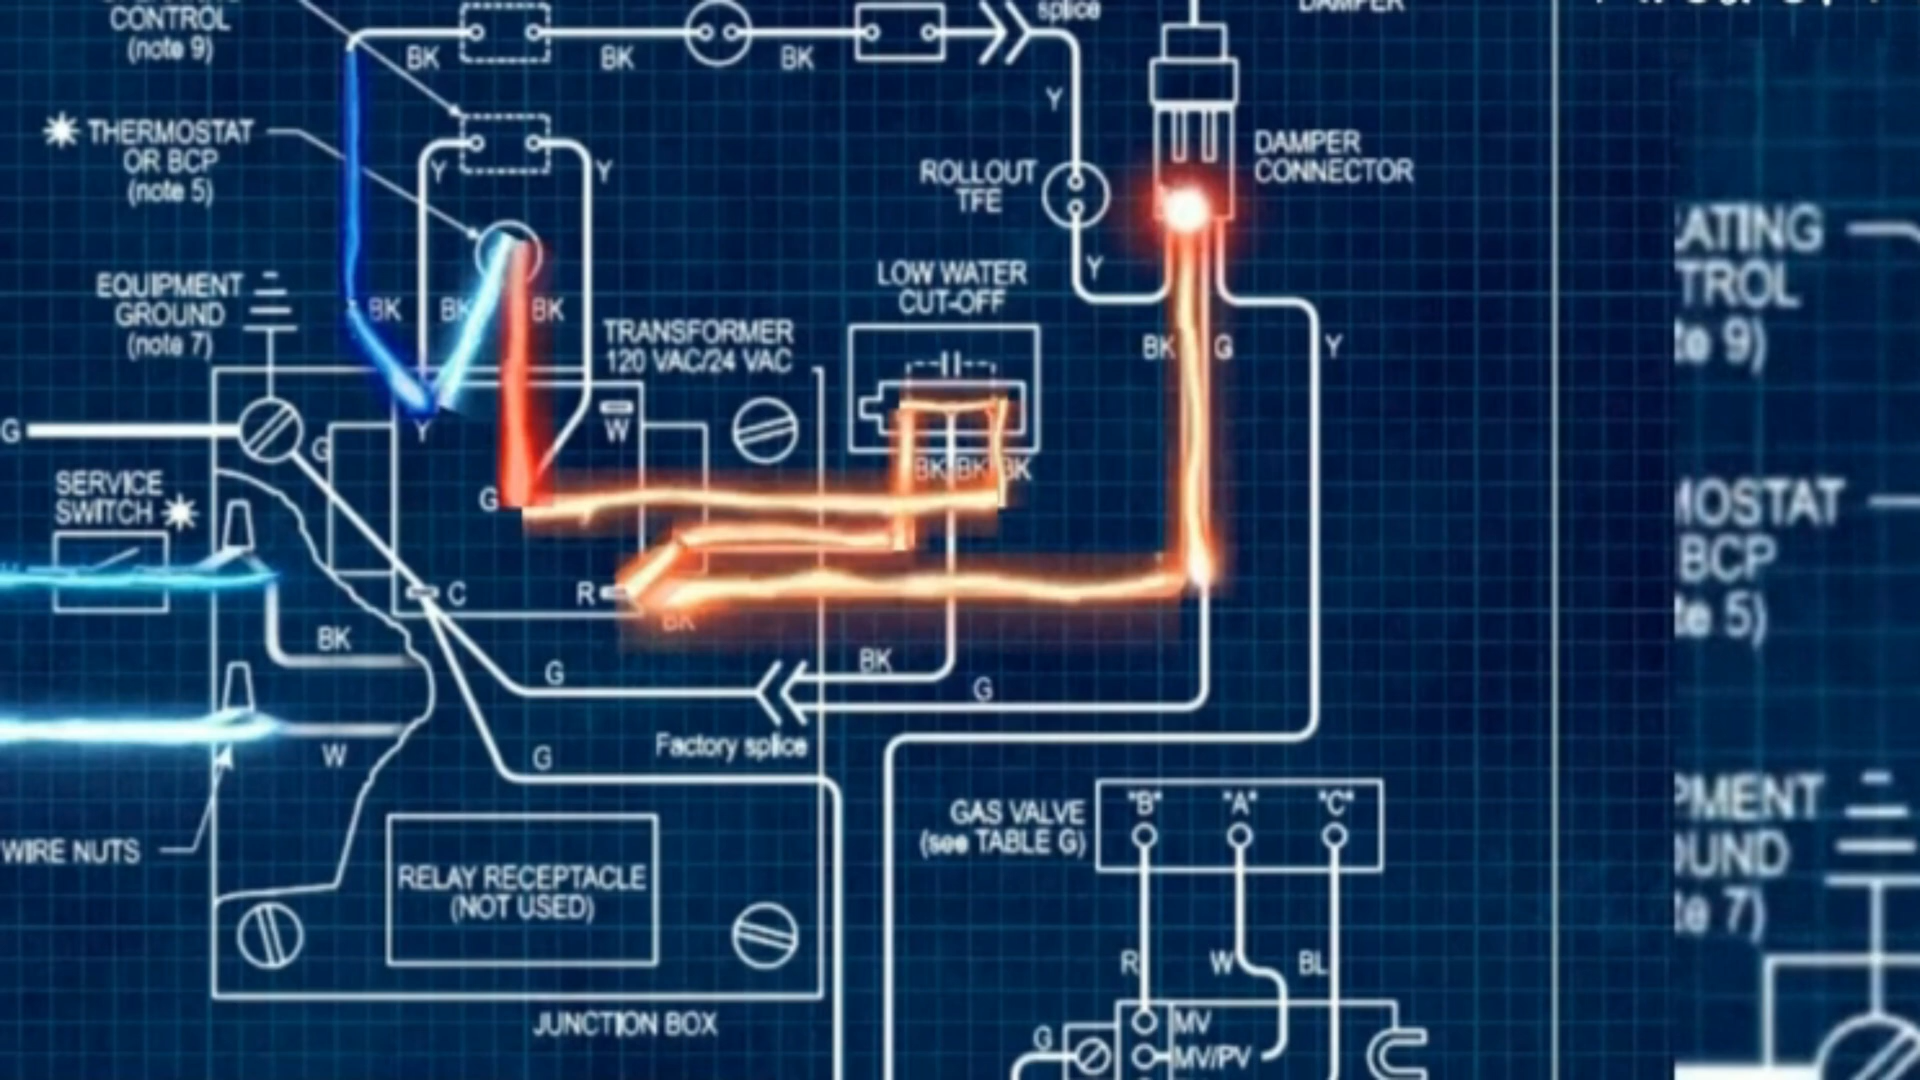 CONTROL
(note 9)
BK
BK
BK
splice
Y
THERMOSTAT
OR BCP
(note 5)
Y
Y
ROLLOUT
TFE
DAMPER
CONNECTOR
EQUIPMENT
GROUND
(note 7)
BK
BK
BK
TRANSFORMER
120 VAC/24 VAC
LOW WATER
CUT-OFF
Y
BK
G
Y
G
G
Y
W
BK
BK
BK
SERVICE
SWITCH
G
C
R
BK
BK
G
BK
G
W
G
Factory splice
WIRE NUTS
RELAY RECEPTACLE
(NOT USED)
JUNCTION BOX
GAS VALVE
(see TABLE G)
"B"
"A"
"C"
R
W
BL
G
MV
MV/PV
ATING
TROL
te 9)
MOSTAT
BCP
te 5)
PMENT
OUND
te 7)